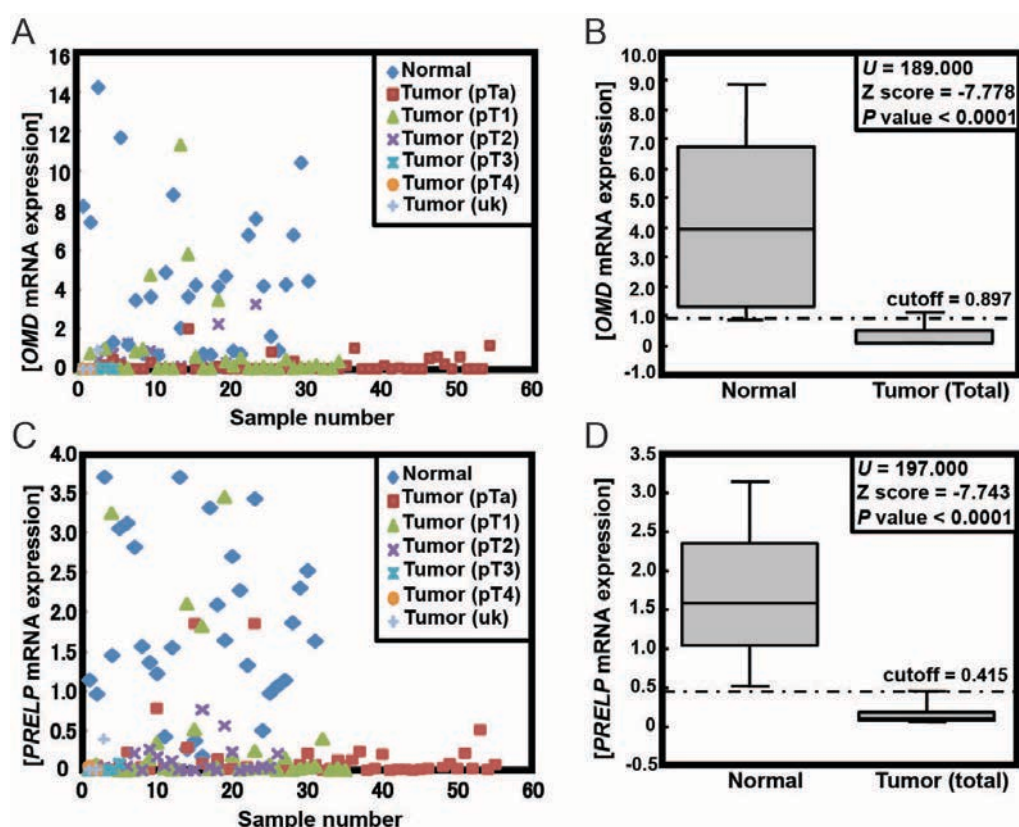 A
[OMD mRNA expression]
16
14
12
10
8
6
4
2
0
0 10 20 30 40 50 60
Sample number
Normal
Tumor (pTa)
Tumor (pT1)
Tumor (pT2)
Tumor (pT3)
Tumor (pT4)
Tumor (uk)
B
[OMD mRNA expression]
10.0
9.0
8.0
7.0
6.0
5.0
4.0
3.0
2.0
1.0
0
-1.0
U = 189.000
Z score = -7.778
P value < 0.0001
cutoff = 0.897
Normal Tumor (Total)
C
[PRELP mRNA expression]
4.0
3.5
3.0
2.5
2.0
1.5
1.0
0.5
0
0 10 20 30 40 50 60
Sample number
Normal
Tumor (pTa)
Tumor (pT1)
Tumor (pT2)
Tumor (pT3)
Tumor (pT4)
Tumor (uk)
D
[PRELP mRNA expression]
3.5
3.0
2.5
2.0
1.5
1.0
0.5
0
-0.5
U = 197.000
Z score = -7.743
P value < 0.0001
cutoff = 0.415
Normal Tumor (total)